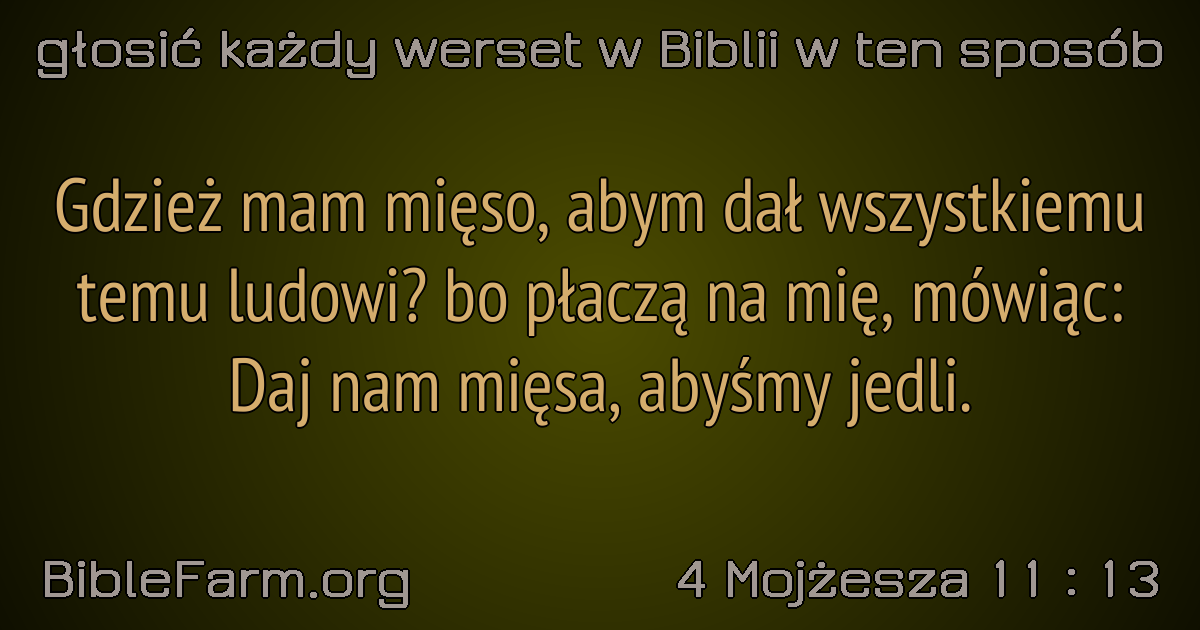 głosić każdy werset w Biblii w ten sposób
Gdzież mam mięso, abym dał wszystkiemu
temu ludowi? bo płaczą na mię, mówiąc:
Daj nam mięsa, abyśmy jedli.
BibleFarm.org
4 Mojżesza 11 : 13